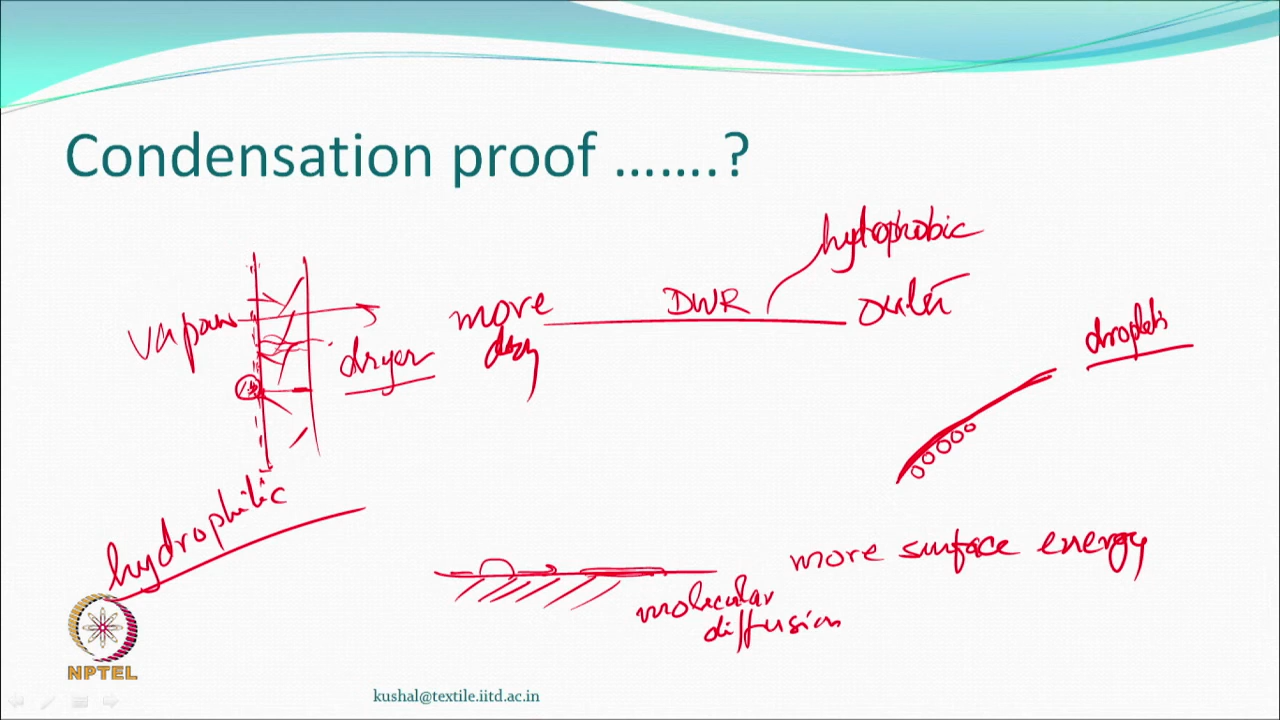 Condensation proof .......?
hydrophobic
DWR
outer
vapour
more
dry
dryer
droplets
hydrophilic
more surface energy
molecular
diffusion
NPTEL
kushal@textile.iitd.ac.in